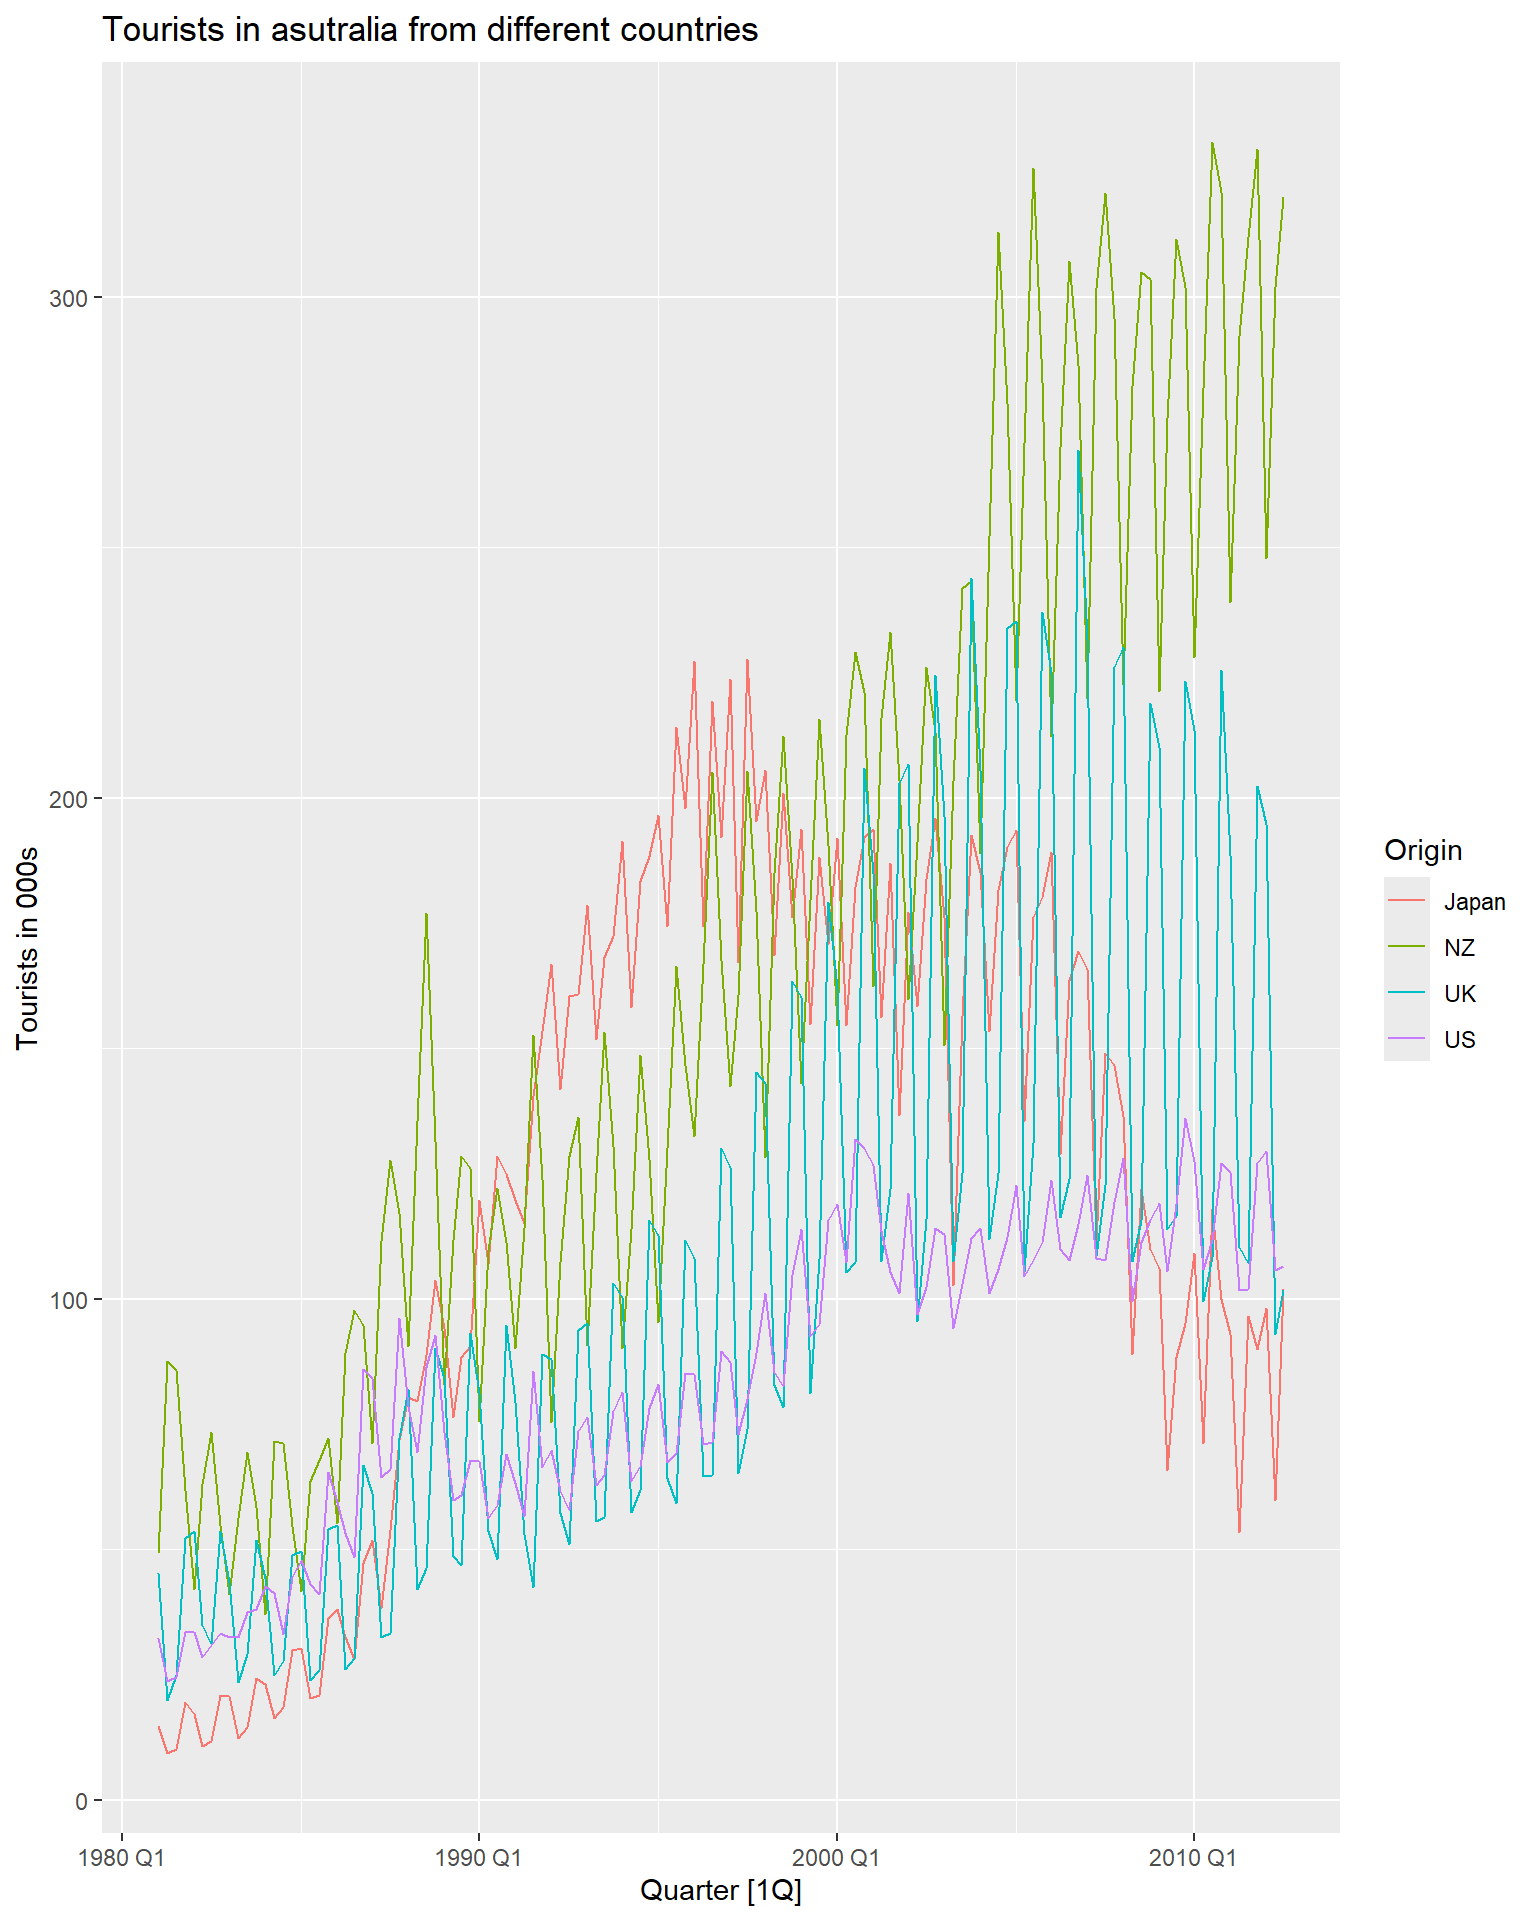 Tourists in asutralia from different countries
Tourists in 000s
300
200
100
0
1980 Q1
1990 Q1
2000 Q1
2010 Q1
Quarter [1Q]
Origin
Japan
NZ
UK
US